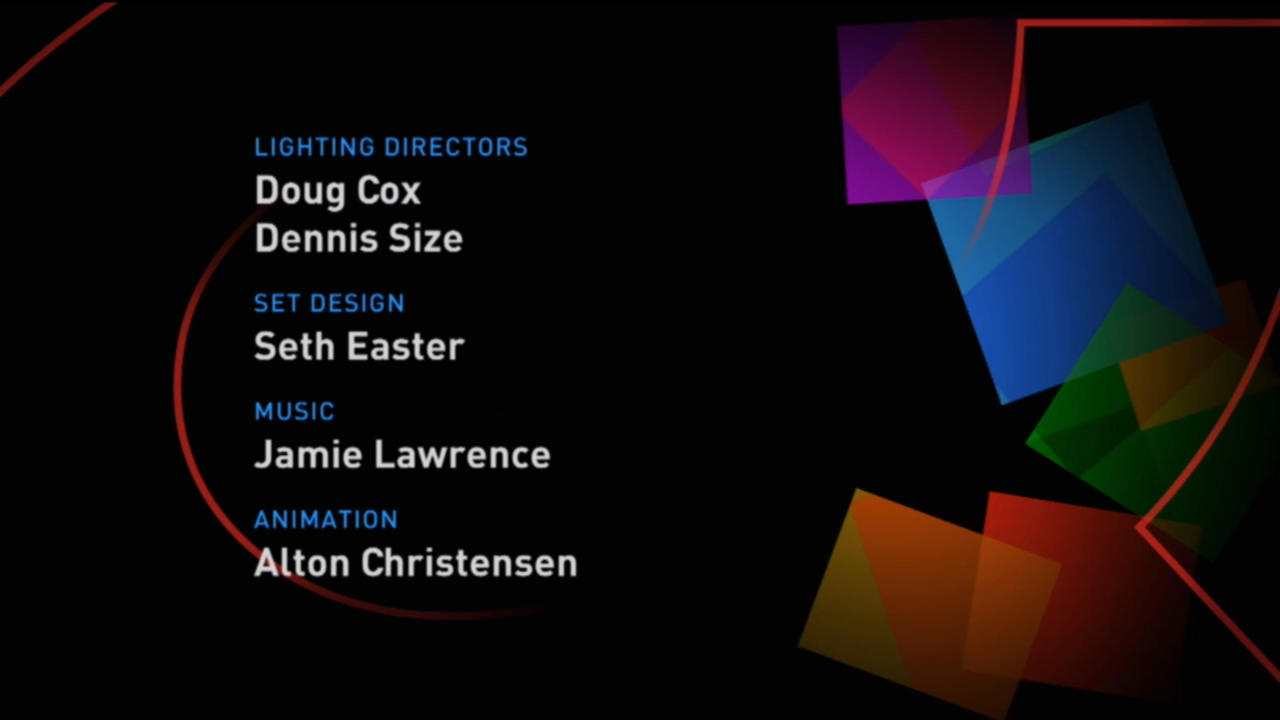 LIGHTING DIRECTORS
Doug Cox
Dennis Size
SET DESIGN
Seth Easter
MUSIC
Jamie Lawrence
ANIMATION
Alton Christensen